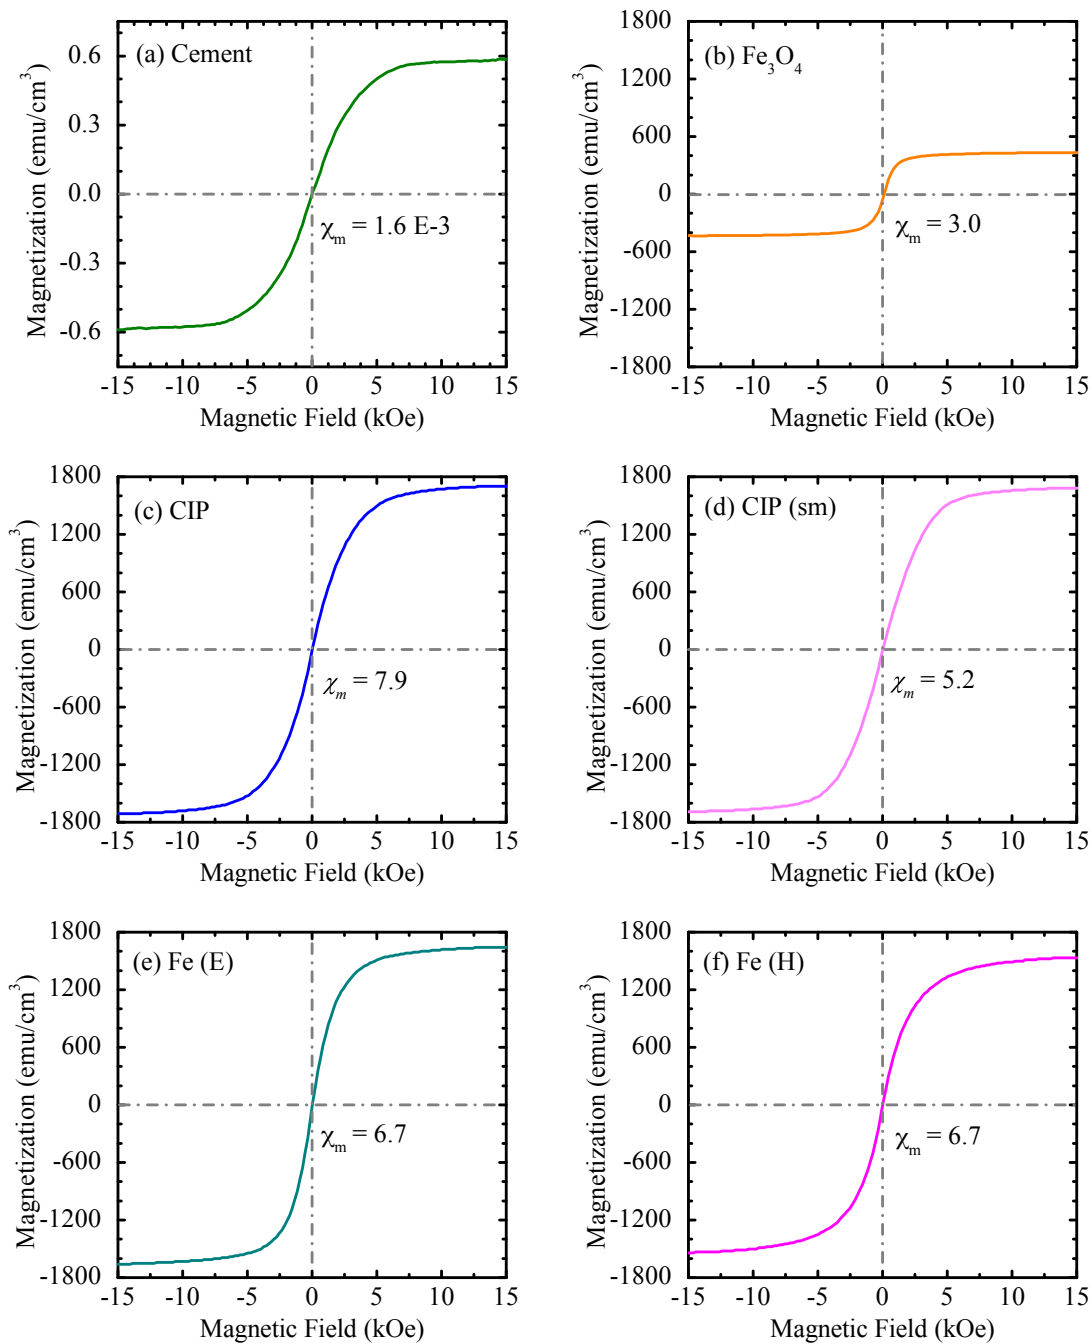 (a) Cement
Magnetization (emu/cm³)
0.6
0.3
0.0
-0.3
-0.6
χm = 1.6 E-3
-15 -10 -5 0 5 10 15
Magnetic Field (kOe)
(b) Fe₃O₄
Magnetization (emu/cm³)
1800
1200
600
0
-600
-1200
-1800
χm = 3.0
-15 -10 -5 0 5 10 15
Magnetic Field (kOe)
(c) CIP
Magnetization (emu/cm³)
1800
1200
600
0
-600
-1200
-1800
χm = 7.9
-15 -10 -5 0 5 10 15
Magnetic Field (kOe)
(d) CIP (sm)
Magnetization (emu/cm³)
1800
1200
600
0
-600
-1200
-1800
χm = 5.2
-15 -10 -5 0 5 10 15
Magnetic Field (kOe)
(e) Fe (E)
Magnetization (emu/cm³)
1800
1200
600
0
-600
-1200
-1800
χm = 6.7
-15 -10 -5 0 5 10 15
Magnetic Field (kOe)
(f) Fe (H)
Magnetization (emu/cm³)
1800
1200
600
0
-600
-1200
-1800
χm = 6.7
-15 -10 -5 0 5 10 15
Magnetic Field (kOe)